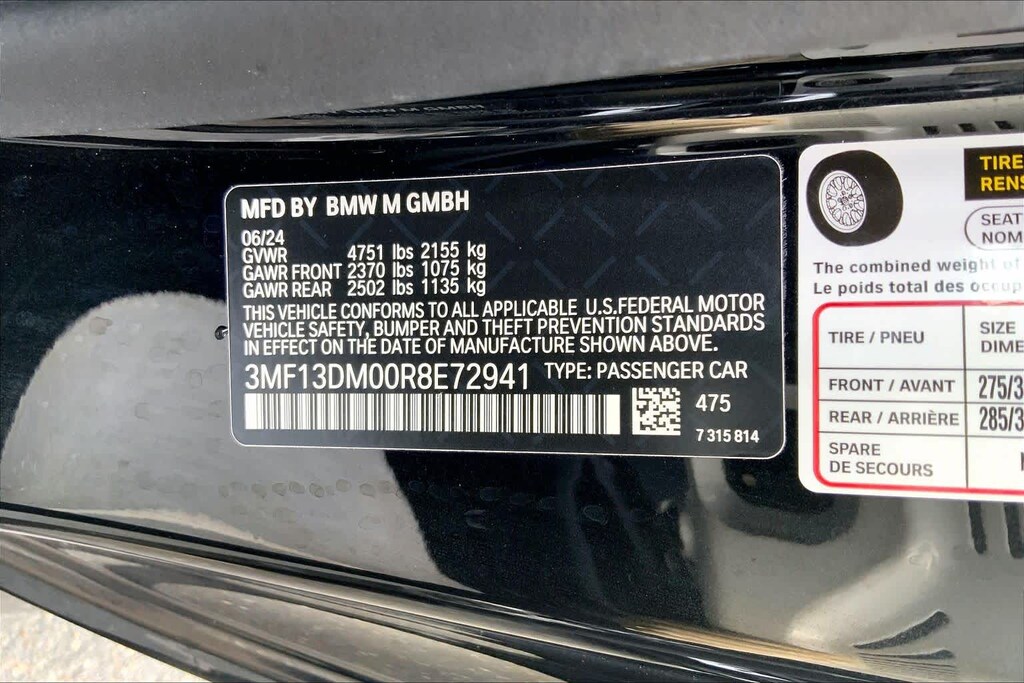 MFD BY BMW M GMBH
06/24
GVWR 4751 lbs 2155 kg
GAWR FRONT 2370 lbs 1075 kg
GAWR REAR 2502 lbs 1135 kg
THIS VEHICLE CONFORMS TO ALL APPLICABLE U.S.FEDERAL MOTOR
VEHICLE SAFETY, BUMPER AND THEFT PREVENTION STANDARDS
IN EFFECT ON THE DATE OF MANUFACTURE SHOWN ABOVE.
3MF13DM00R8E72941 TYPE: PASSENGER CAR
475
7 315 814
TIRE
RENS
SEAT
NOM
The combined weight of
Le poids total des occup
TIRE / PNEU SIZE
DIME
FRONT / AVANT 275/3
REAR / ARRIÈRE 285/3
SPARE
DE SECOURS